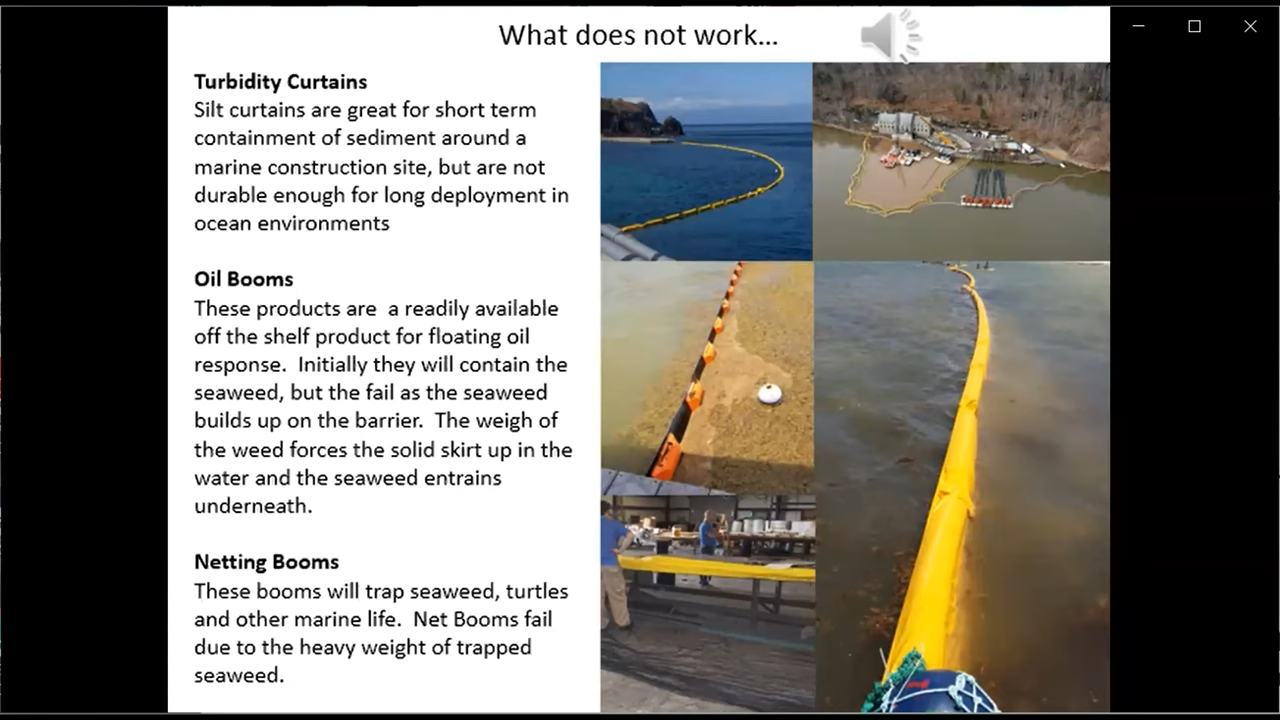 What does not work...
Turbidity Curtains
Silt curtains are great for short term
containment of sediment around a
marine construction site, but are not
durable enough for long deployment in
ocean environments
Oil Booms
These products are  a readily available
off the shelf product for floating oil
response.  Initially they will contain the
seaweed, but the fail as the seaweed
builds up on the barrier.  The weigh of
the weed forces the solid skirt up in the
water and the seaweed entrains
underneath.
Netting Booms
These booms will trap seaweed, turtles
and other marine life.  Net Booms fail
due to the heavy weight of trapped
seaweed.